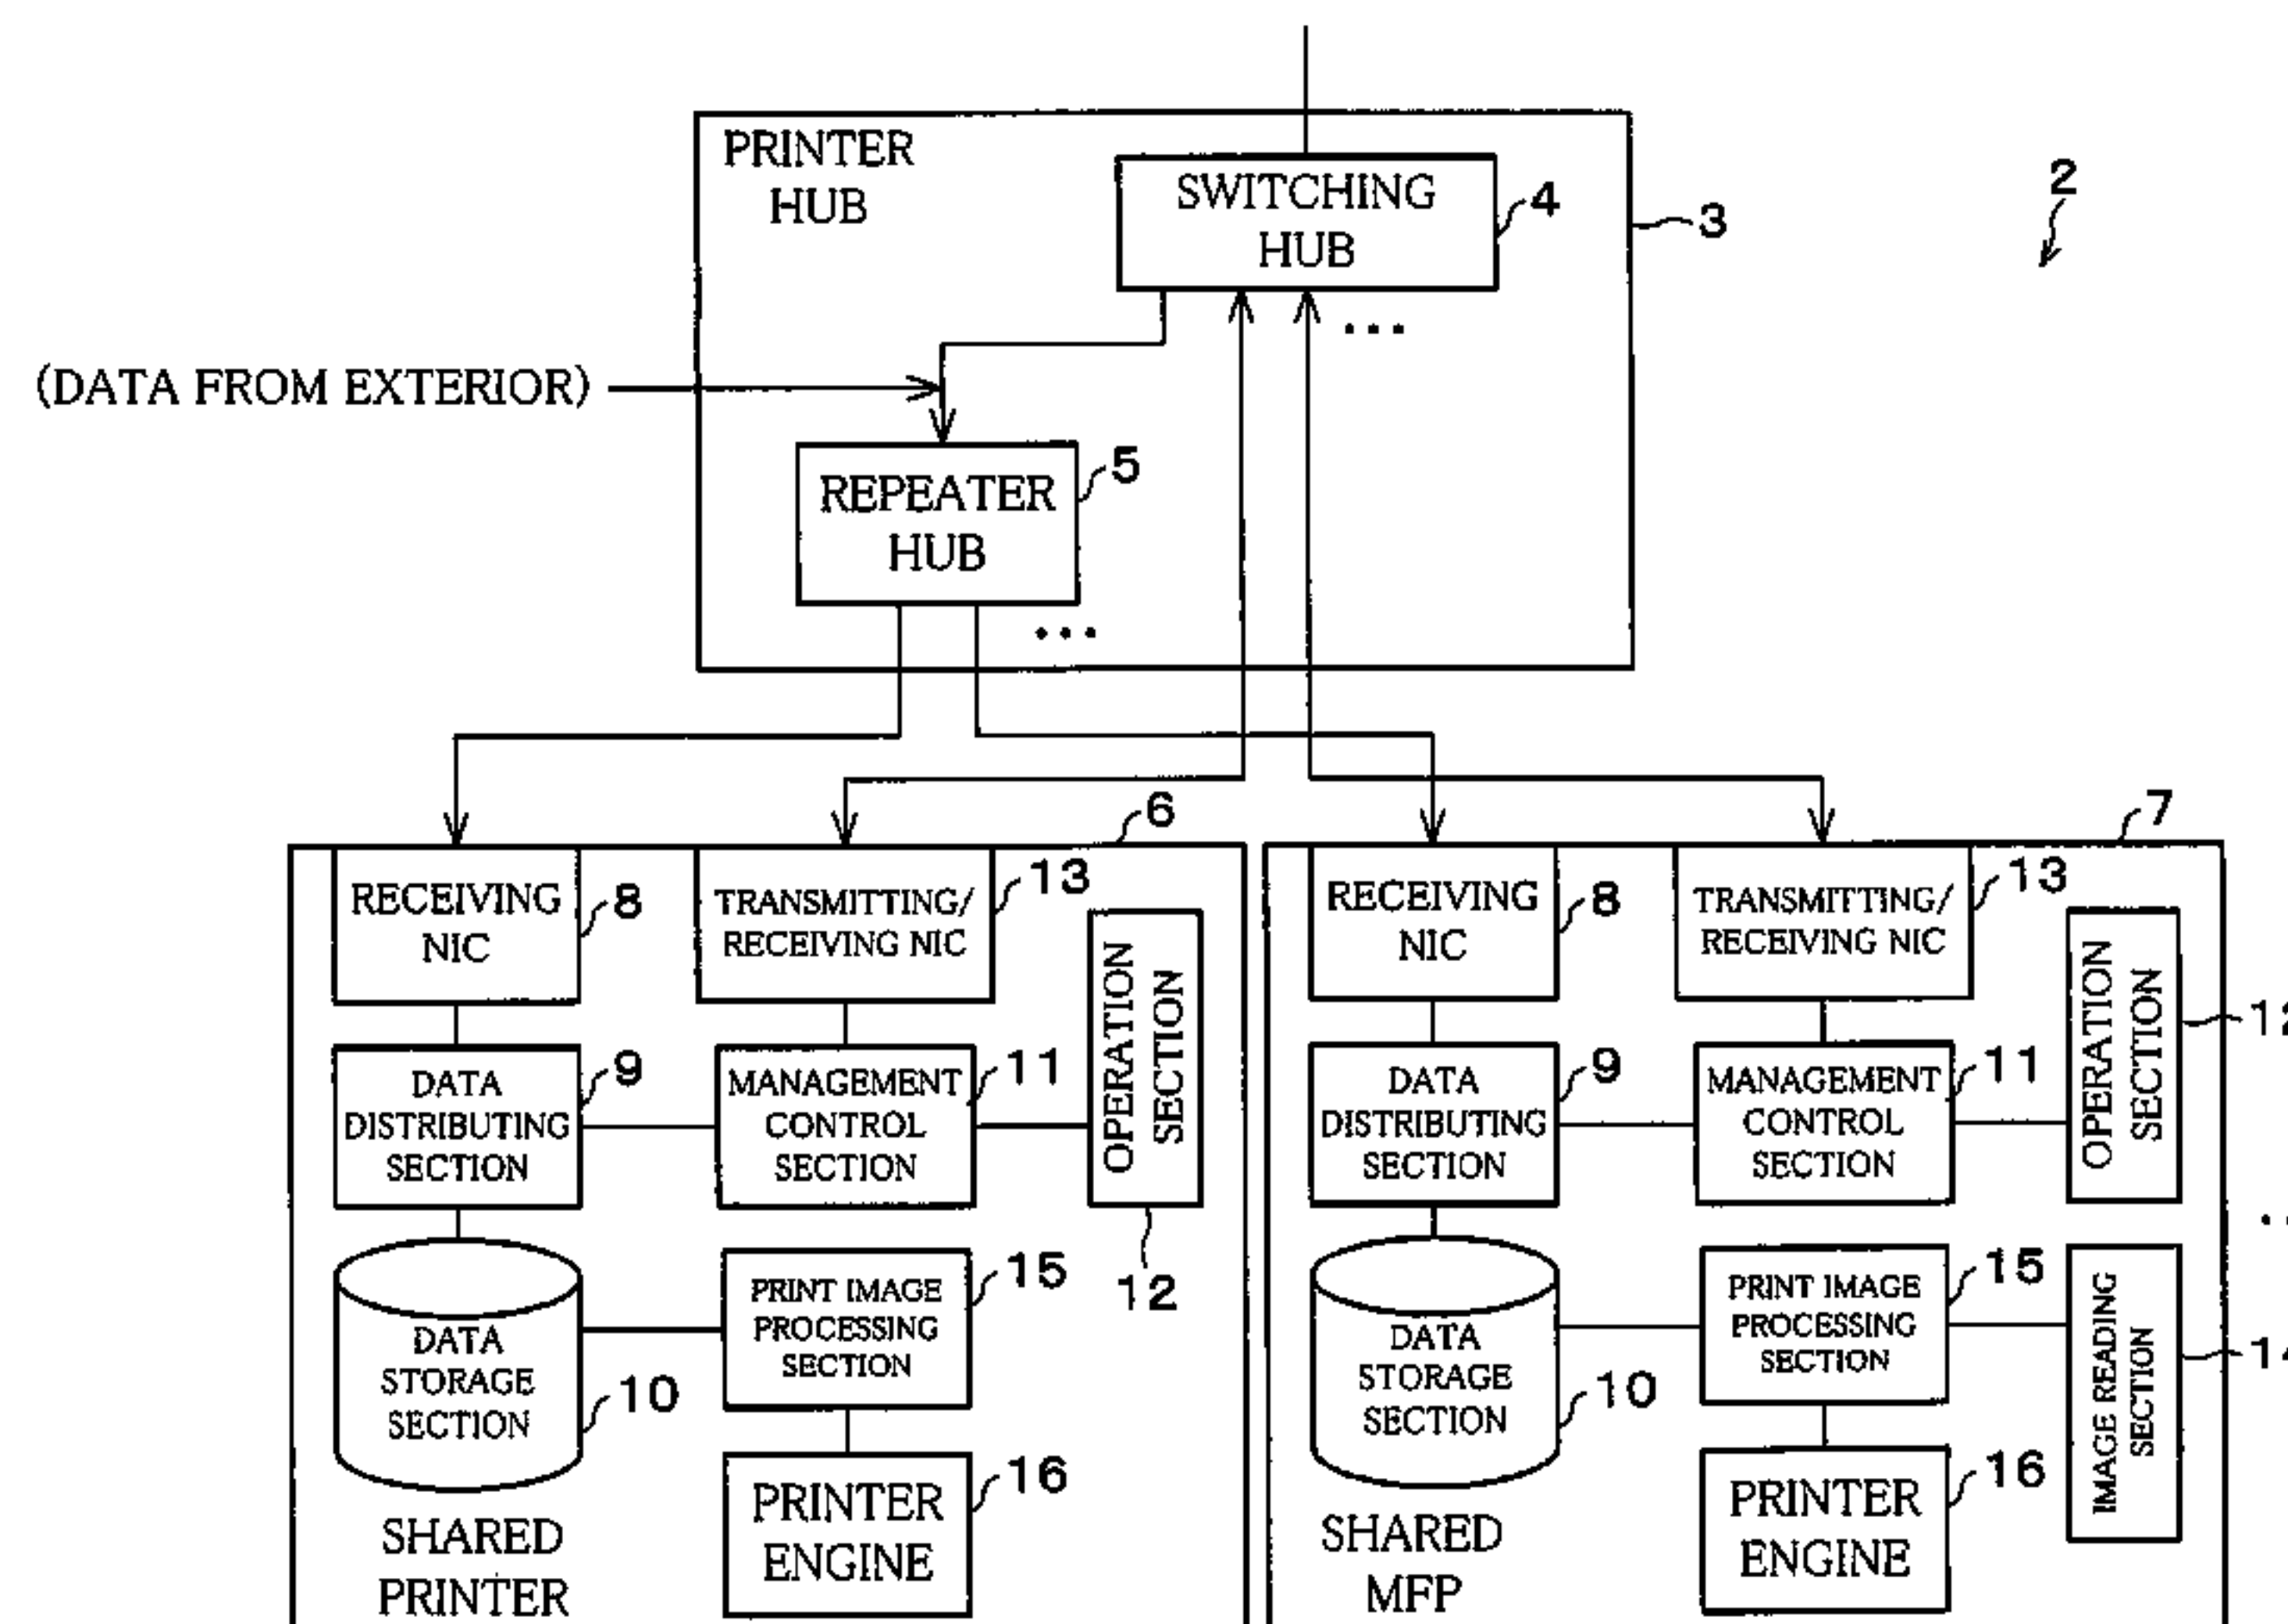 PRINTER
HUB
SWITCHING
HUB
4
3
2
...
(DATA FROM EXTERIOR)
REPEATER
HUB
5
...
6
7
RECEIVING
NIC
8
TRANSMITTING/
RECEIVING NIC
13
OPERATION
SECTION
12
DATA
DISTRIBUTING
SECTION
9
MANAGEMENT
CONTROL
SECTION
11
DATA
STORAGE
SECTION
10
PRINT IMAGE
PROCESSING
SECTION
15
PRINTER
ENGINE
16
SHARED
PRINTER
RECEIVING
NIC
8
TRANSMITTING/
RECEIVING NIC
13
OPERATION
SECTION
DATA
DISTRIBUTING
SECTION
9
MANAGEMENT
CONTROL
SECTION
11
DATA
STORAGE
SECTION
10
PRINT IMAGE
PROCESSING
SECTION
15
IMAGE READING
SECTION
PRINTER
ENGINE
16
SHARED
MFP